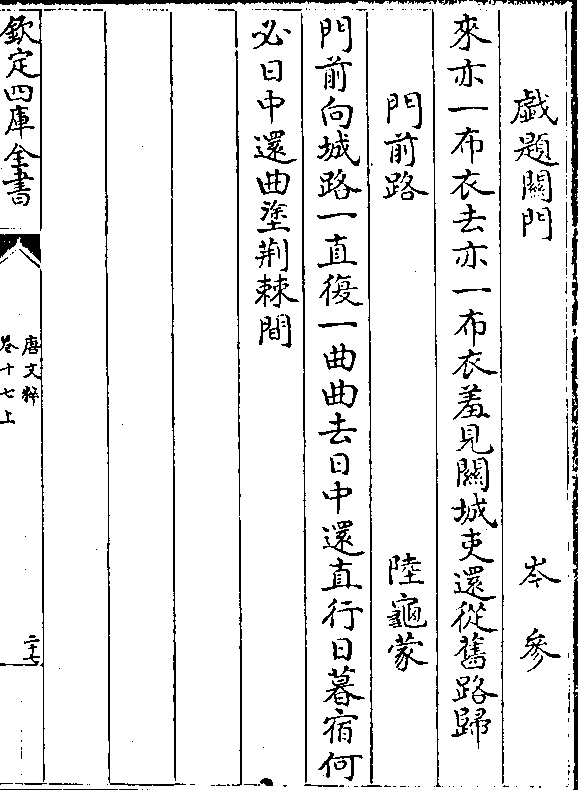 戲題關門　岑參
來亦一布衣去亦一布衣羞見關城吏還從舊路歸
門前路　陸龜蒙
門前向城路一直復一曲曲去日中還直行日暮宿何
必日中還曲塗荆棘間
欽定四庫全書
唐文粹
卷十七上
二十七